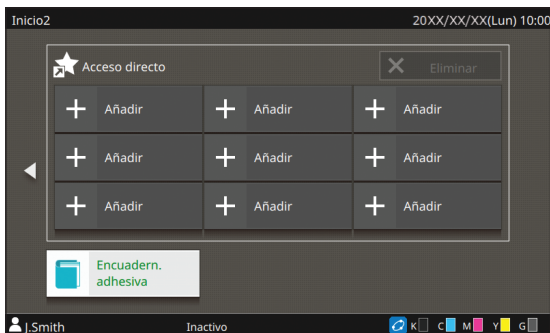 Inicio2
20XX/XX/XX(Lun) 10:00
Acceso directo
Eliminar
Añadir Añadir Añadir
Añadir Añadir Añadir
Añadir Añadir Añadir
Encuadern.
adhesiva
J.Smith
Inactivo
K C M Y G